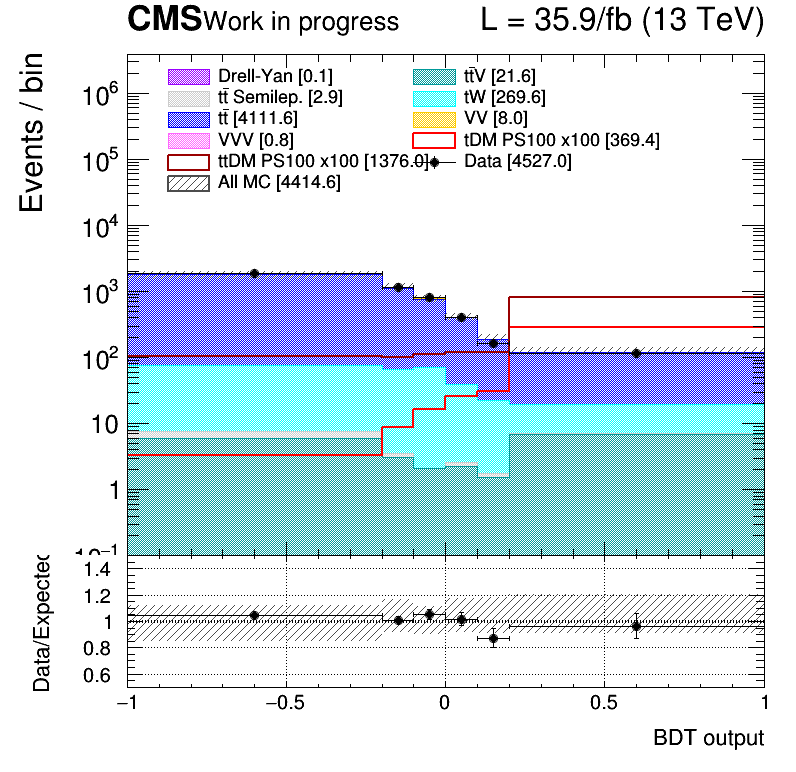 CMS Work in progress L = 35.9/fb (13 TeV)
Events / bin
Drell-Yan [0.1] tt̄V [21.6]
tt̄ Semilep. [2.9] tW [269.6]
tt̄ [4111.6] VV [8.0]
VVV [0.8] tDM PS100 x100 [369.4]
ttDM PS100 x100 [1376.0] Data [4527.0]
All MC [4414.6]
10⁶
10⁵
10⁴
10³
10²
10
1
10⁻¹
Data/Expected
1.4
1.2
1
0.8
0.6
−1 −0.5 0 0.5 1
BDT output